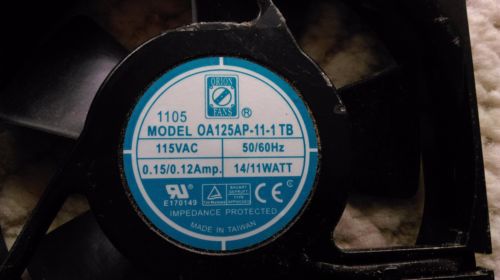 ORION
FANS
®
1105
MODEL OA125AP-11-1 TB
115VAC 50/60Hz
0.15/0.12Amp. 14/11WATT
E170149
IMPEDANCE PROTECTED
MADE IN TAIWAN